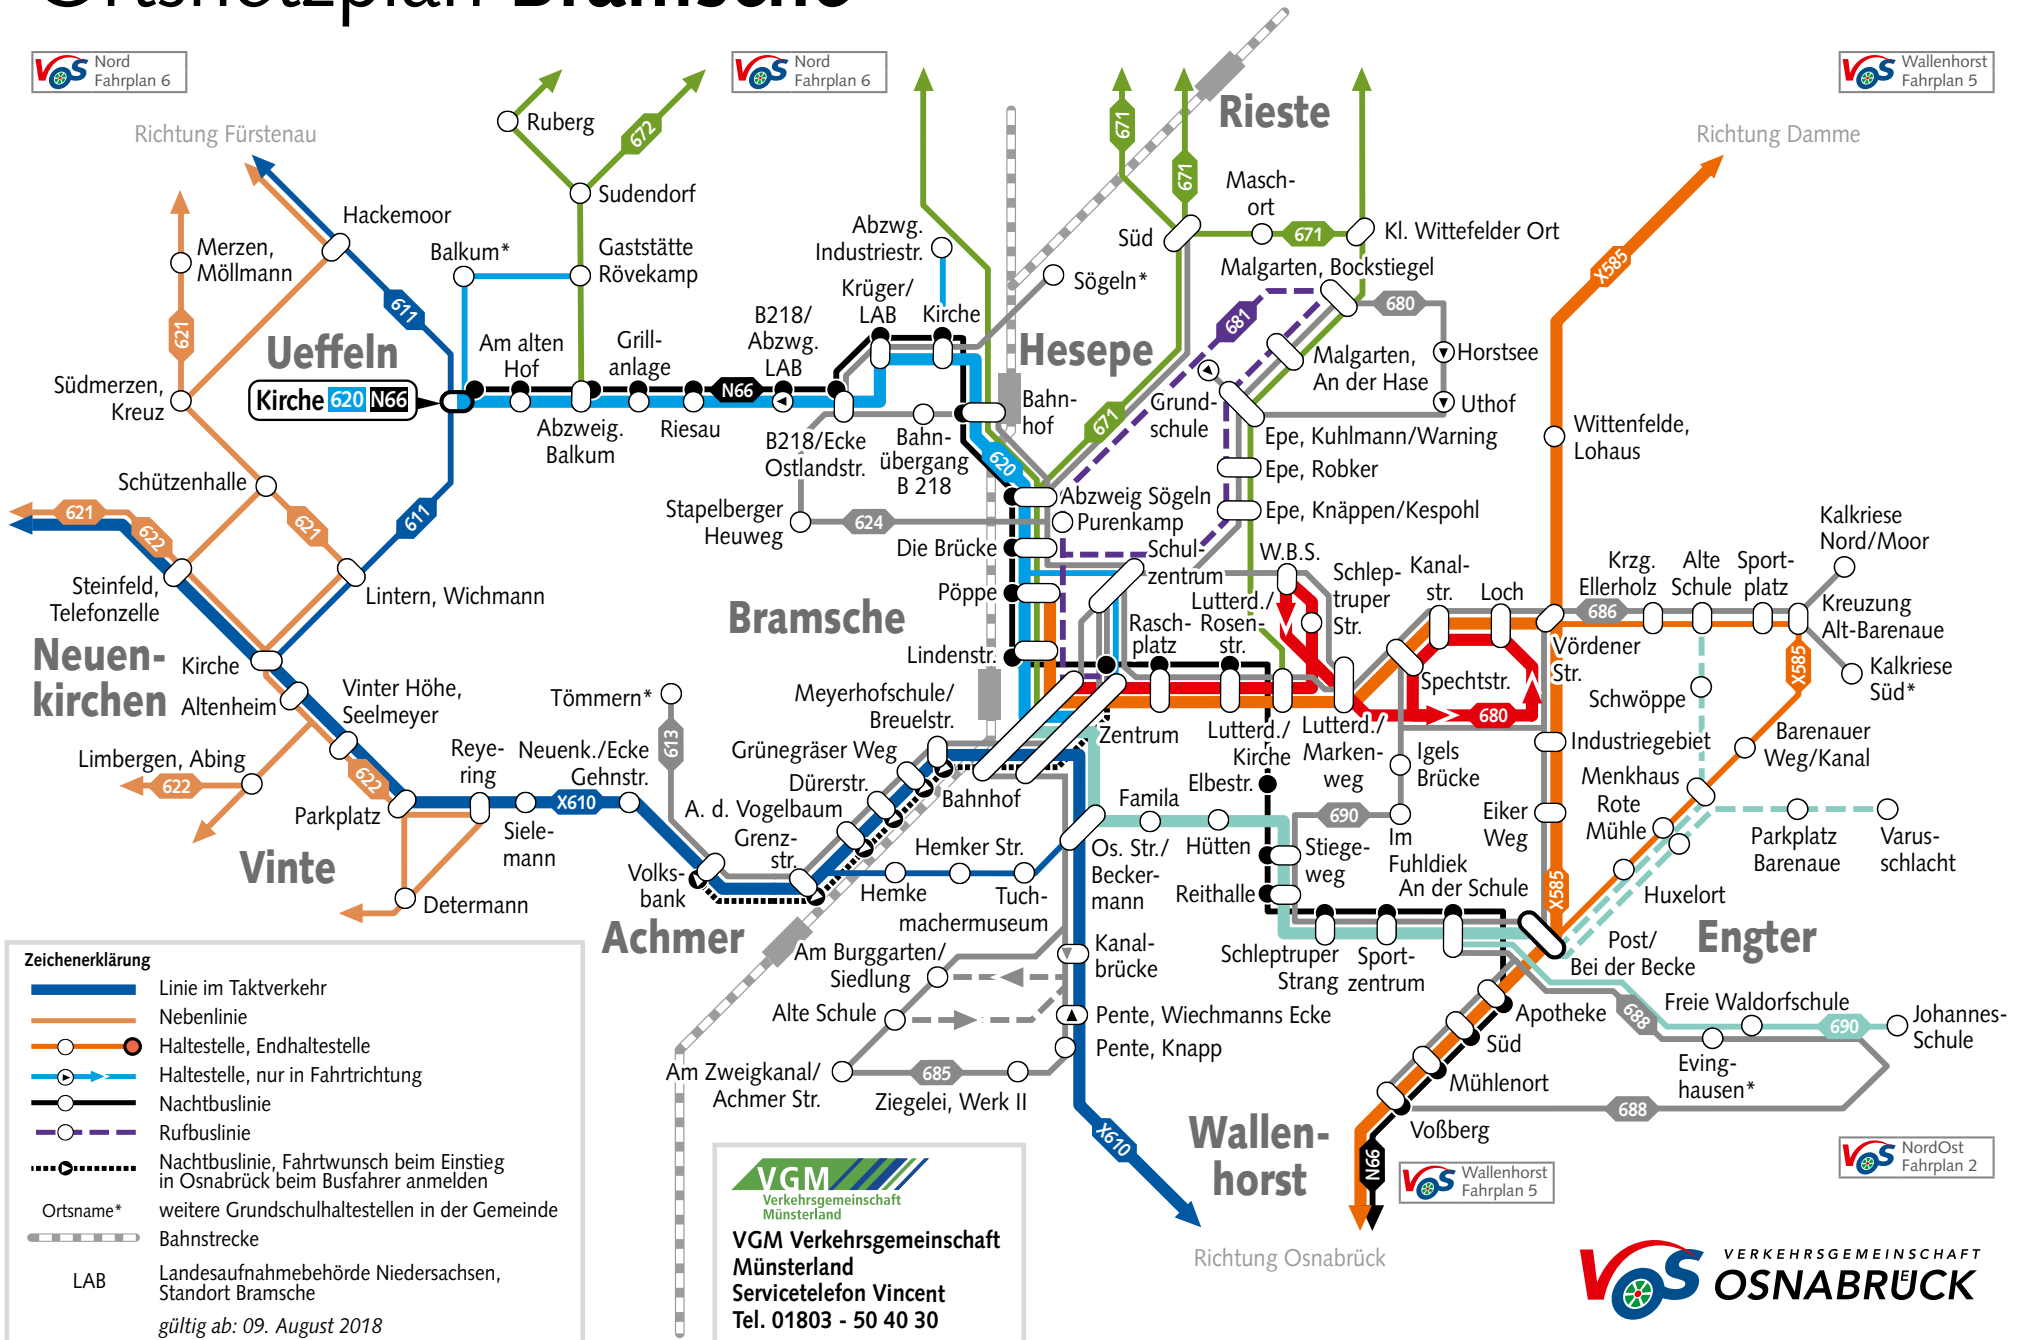 Ortsnetzplan Bramsche
VOS Nord
Fahrplan 6
VOS Nord
Fahrplan 6
VOS Wallenhorst
Fahrplan 5
Richtung Fürstenau
Richtung Damme
Rieste
Ruberg
672
671
671
Sudendorf
Hackemoor
Merzen,
Möllmann
Balkum*
Gaststätte
Rövekamp
Abzwg.
Industriestr.
Süd
Masch-
ort
671
Kl. Wittefelder Ort
Sögeln*
Malgarten, Bockstiegel
X585
621
611
Ueffeln
Am alten
Hof
Grill-
anlage
B218/
Abzwg.
LAB
Krüger/
LAB
Kirche
Hesepe
681
680
Horstsee
Malgarten,
An der Hase
Uthof
Südmerzen,
Kreuz
Kirche 620 N66
N66
Abzweig.
Balkum
Riesau
B218/Ecke
Ostlandstr.
Bahn-
übergang
B 218
Bahn-
hof
671
Grund-
schule
Epe, Kuhlmann/Warning
Wittenfelde,
Lohaus
620
Epe, Robker
Schützenhalle
Abzweig Sögeln
Epe, Knäppen/Kespohl
621
622
621
611
Stapelberger
Heuweg
624
Purenkamp
Kalkriese
Nord/Moor
Die Brücke
Schul-
zentrum
W.B.S.
Schlep-
truper
Str.
Kanal-
str.
Loch
Krzg.
Ellerholz
Alte
Schule
Sport-
platz
Steinfeld,
Telefonzelle
Lintern, Wichmann
Pöppe
Lutterd./
Rosen-
str.
686
Kreuzung
Alt-Barenaue
Bramsche
Rasch-
platz
Neuen-
kirchen
Kirche
Lindenstr.
Vördener
Str.
Spechtstr.
X585
Kalkriese
Süd*
Altenheim
Vinter Höhe,
Seelmeyer
Tömmern*
Meyerhofschule/
Breuelstr.
Schwöppe
680
Limbergen, Abing
622
622
Reye-
ring
Neuenk./Ecke
Gehnstr.
613
Grünegräser Weg
Zentrum
Lutterd./
Kirche
Lutterd./
Marken-
weg
Igels
Brücke
Industriegebiet
Barenauer
Weg/Kanal
Dürerstr.
Bahnhof
Elbestr.
Menkhaus
Parkplatz
X610
Siele-
mann
A. d. Vogelbaum
Famila
690
Eiker
Weg
Rote
Mühle
Parkplatz
Barenaue
Varus-
schlacht
Vinte
Grenz-
str.
Hemker Str.
Os. Str./
Becker-
mann
Hütten
Stiege-
weg
Im
Fuhldiek
Volks-
bank
Hemke
Tuch-
machermuseum
Reithalle
An der Schule
X585
Huxelort
Determann
Achmer
Am Burggarten/
Siedlung
Kanal-
brücke
Schleptruper
Strang
Sport-
zentrum
Post/
Bei der Becke
Engter
Alte Schule
Pente, Wiechmanns Ecke
Apotheke
688
Freie Waldorfschule
690
Johannes-
Schule
Pente, Knapp
Süd
Eving-
hausen*
Am Zweigkanal/
Achmer Str.
685
Ziegelei, Werk II
Mühlenort
688
X610
Wallen-
horst
Voßberg
N66
VOS Wallenhorst
Fahrplan 5
VOS NordOst
Fahrplan 2
Richtung Osnabrück
Zeichenerklärung
Linie im Taktverkehr
Nebenlinie
Haltestelle, Endhaltestelle
Haltestelle, nur in Fahrtrichtung
Nachtbuslinie
Rufbuslinie
Nachtbuslinie, Fahrtwunsch beim Einstieg
in Osnabrück beim Busfahrer anmelden
Ortsname* weitere Grundschulhaltestellen in der Gemeinde
Bahnstrecke
LAB Landesaufnahmebehörde Niedersachsen,
Standort Bramsche
gültig ab: 09. August 2018
VGM
Verkehrsgemeinschaft
Münsterland
VGM Verkehrsgemeinschaft
Münsterland
Servicetelefon Vincent
Tel. 01803 - 50 40 30
VOS VERKEHRSGEMEINSCHAFT
OSNABRÜCK